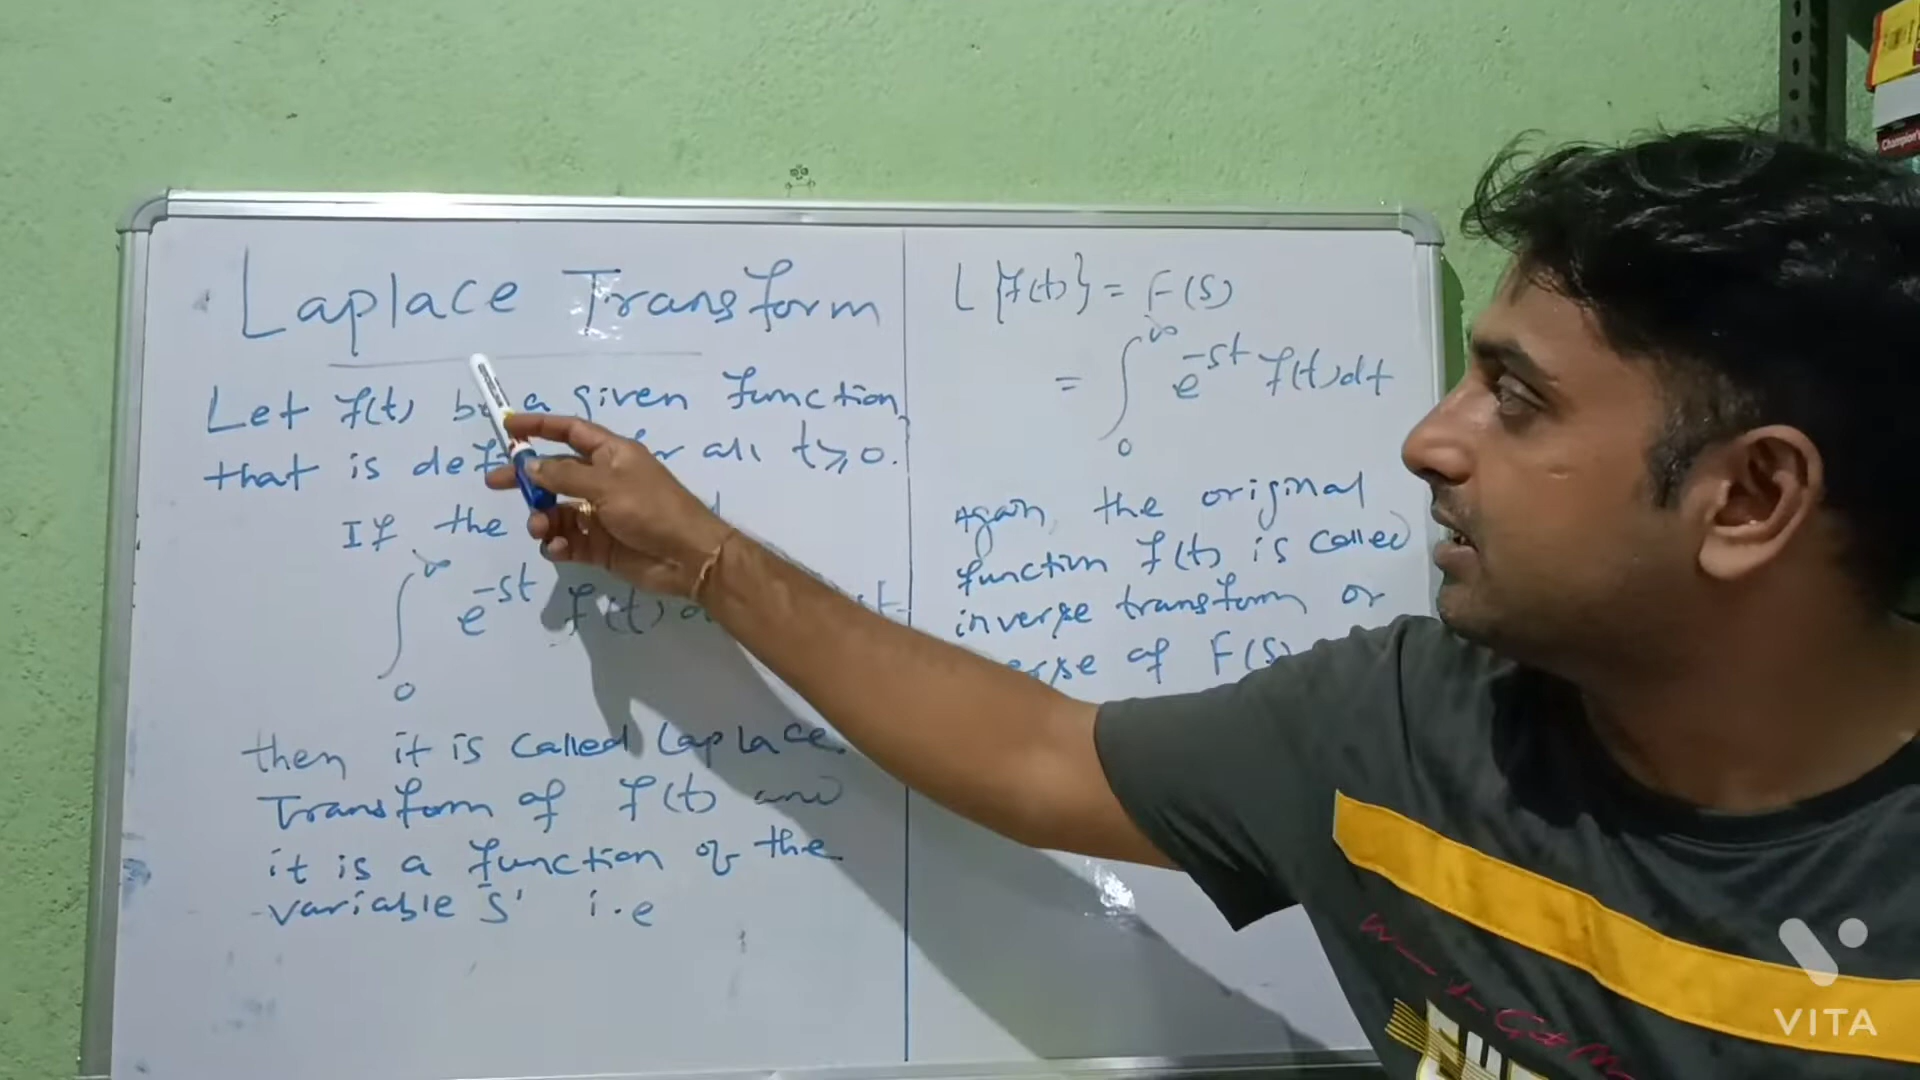 Laplace Transform
Let f(t) be a given function,
that is def for all t≥0.
If the
∫₀^∞ e^-st f(t) d
then it is called Laplace
Transform of f(t) and
it is a function of the
variable 's' i.e
L{f(t)} = F(s)
= ∫₀^∞ e^-st f(t)dt
Again, the original
function f(t) is called
inverse transform or
of F(s)
Champion's
VITA